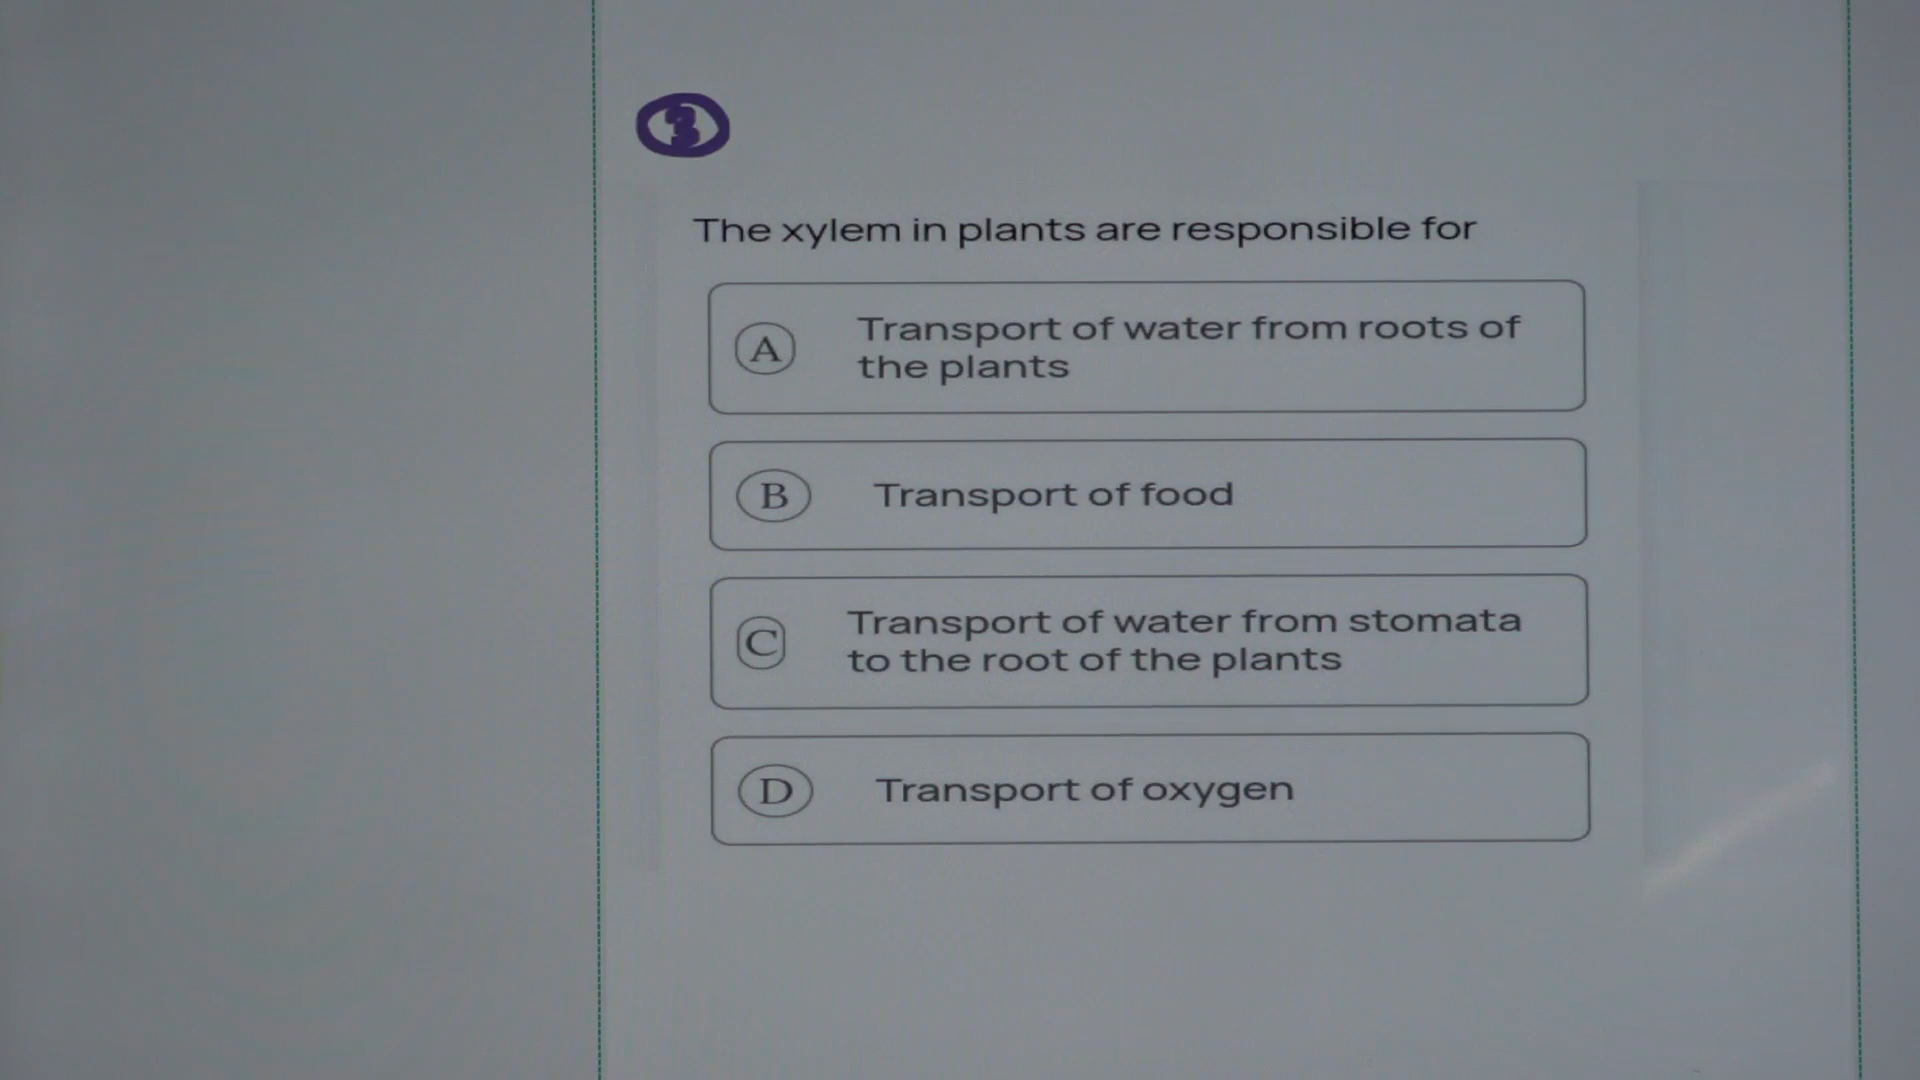 3
The xylem in plants are responsible for
A Transport of water from roots of
the plants
B Transport of food
C Transport of water from stomata
to the root of the plants
D Transport of oxygen